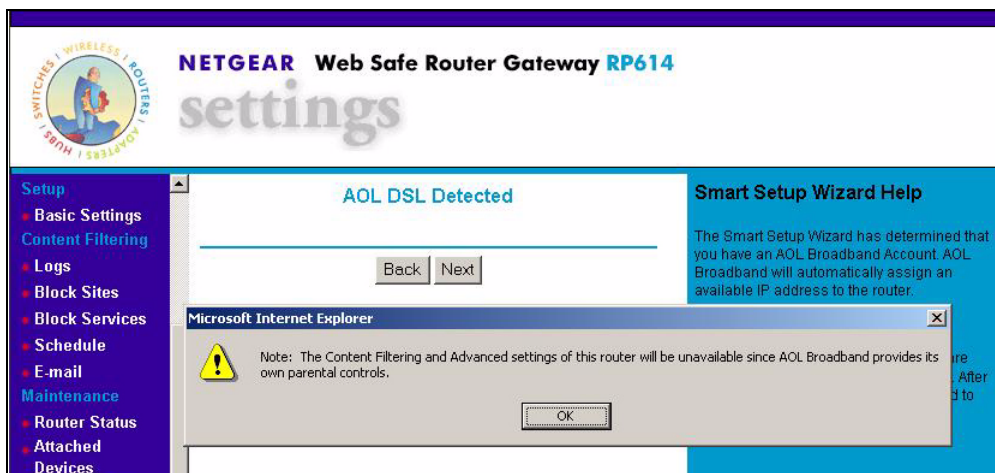 SWITCHES | WIRELESS | ROUTERS | ADAPTERS | HUBS |
NETGEAR Web Safe Router Gateway RP614
settings
Setup
Basic Settings
Content Filtering
Logs
Block Sites
Block Services
Schedule
E-mail
Maintenance
Router Status
Attached
Devices
AOL DSL Detected
Back Next
Smart Setup Wizard Help
The Smart Setup Wizard has determined that
you have an AOL Broadband Account. AOL
Broadband will automatically assign an
available IP address to the router.
After
to
Microsoft Internet Explorer
Note: The Content Filtering and Advanced settings of this router will be unavailable since AOL Broadband provides its
own parental controls.
OK